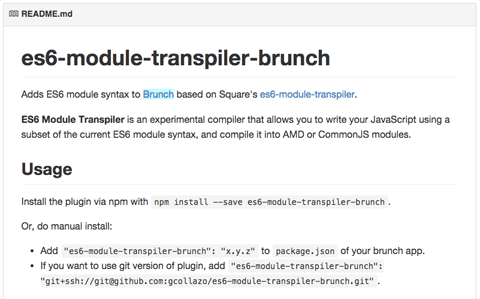 README.md
es6-module-transpiler-brunch
Adds ES6 module syntax to Brunch based on Square's es6-module-transpiler.
ES6 Module Transpiler is an experimental compiler that allows you to write your JavaScript using a
subset of the current ES6 module syntax, and compile it into AMD or CommonJS modules.
Usage
Install the plugin via npm with npm install --save es6-module-transpiler-brunch.
Or, do manual install:
• Add "es6-module-transpiler-brunch": "x.y.z" to package.json of your brunch app.
• If you want to use git version of plugin, add "es6-module-transpiler-brunch":
"git+ssh://git@github.com:gcollazo/es6-module-transpiler-brunch.git".